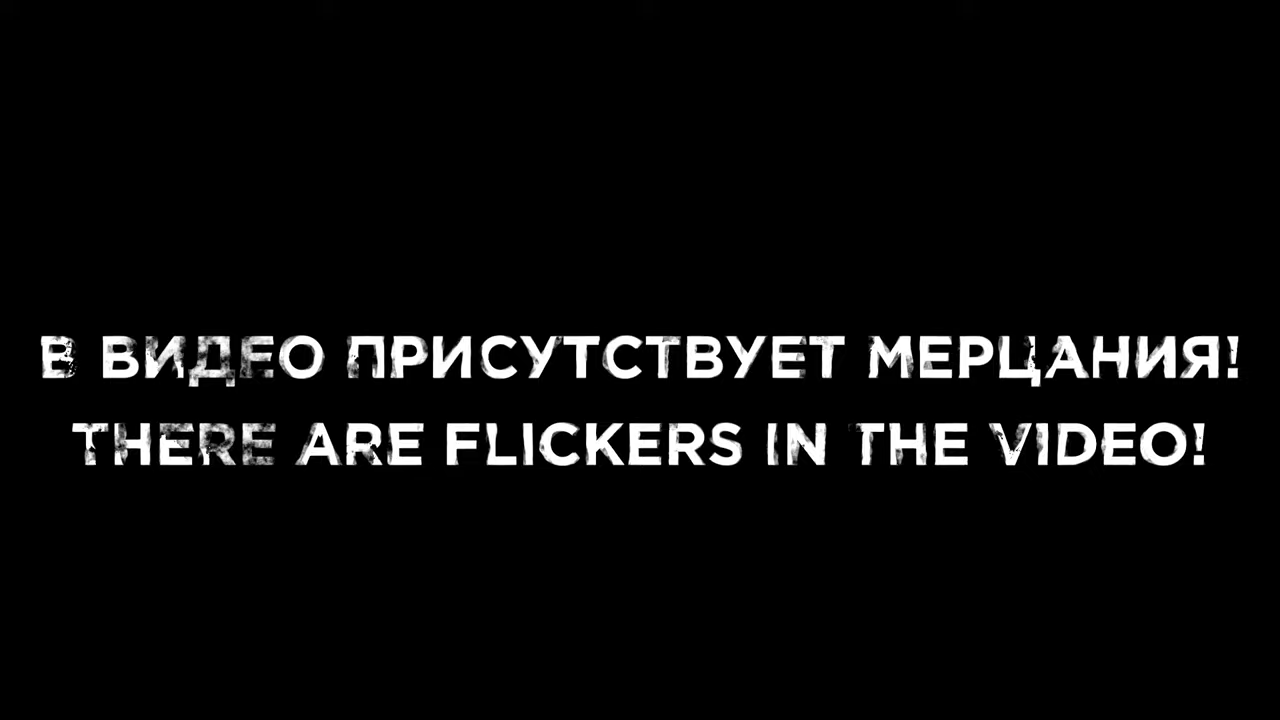 В ВИДЕО ПРИСУТСТВУЕТ МЕРЦАНИЯ!
THERE ARE FLICKERS IN THE VIDEO!